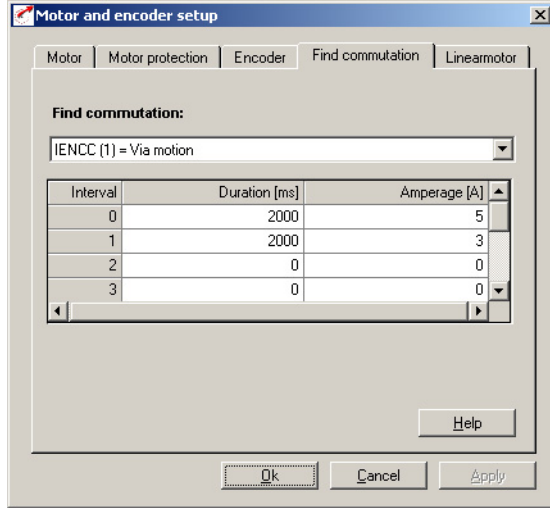 Motor and encoder setup
Motor Motor protection Encoder Find commutation Linearmotor
Find commutation:
IENCC (1) = Via motion
Interval Duration [ms] Amperage [A]
0 2000 5
1 2000 3
2 0 0
3 0 0
Help
Ok Cancel Apply